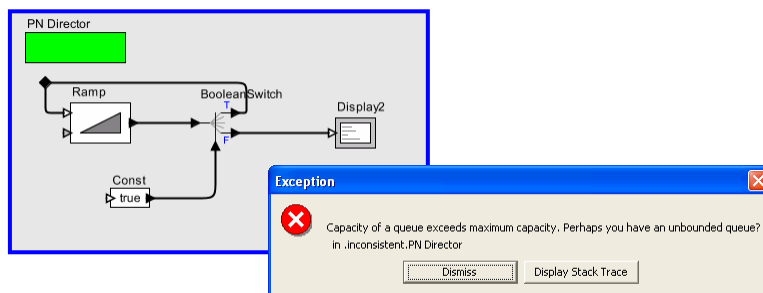 PN Director
Ramp
BooleanSwitch
T
Display2
F
Const
true
Exception
Capacity of a queue exceeds maximum capacity. Perhaps you have an unbounded queue?
in .inconsistent.PN Director
Dismiss
Display Stack Trace